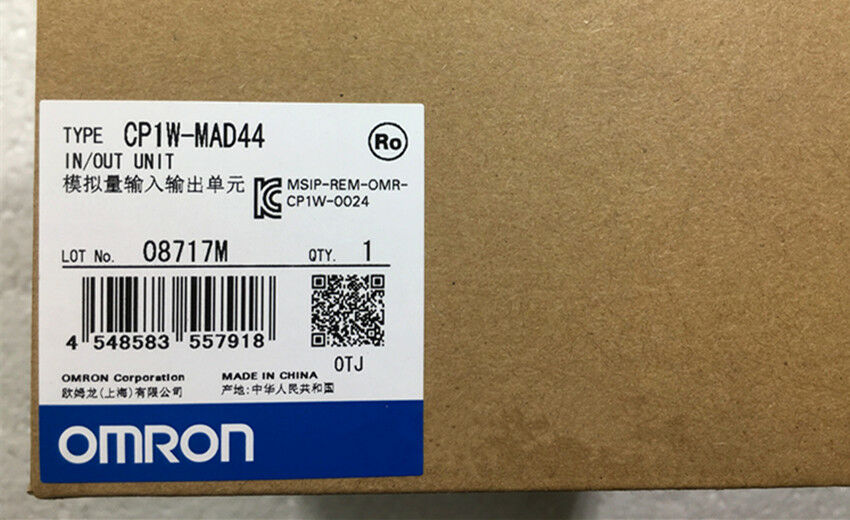 TYPE CP1W-MAD44
Ro
IN/OUT UNIT
模拟量输入输出单元
MSIP-REM-OMR-
CP1W-0024
LOT No. 08717M QTY. 1
4 548583 557918
0TJ
OMRON Corporation MADE IN CHINA
欧姆龙(上海)有限公司 产地:中华人民共和国
OMRON